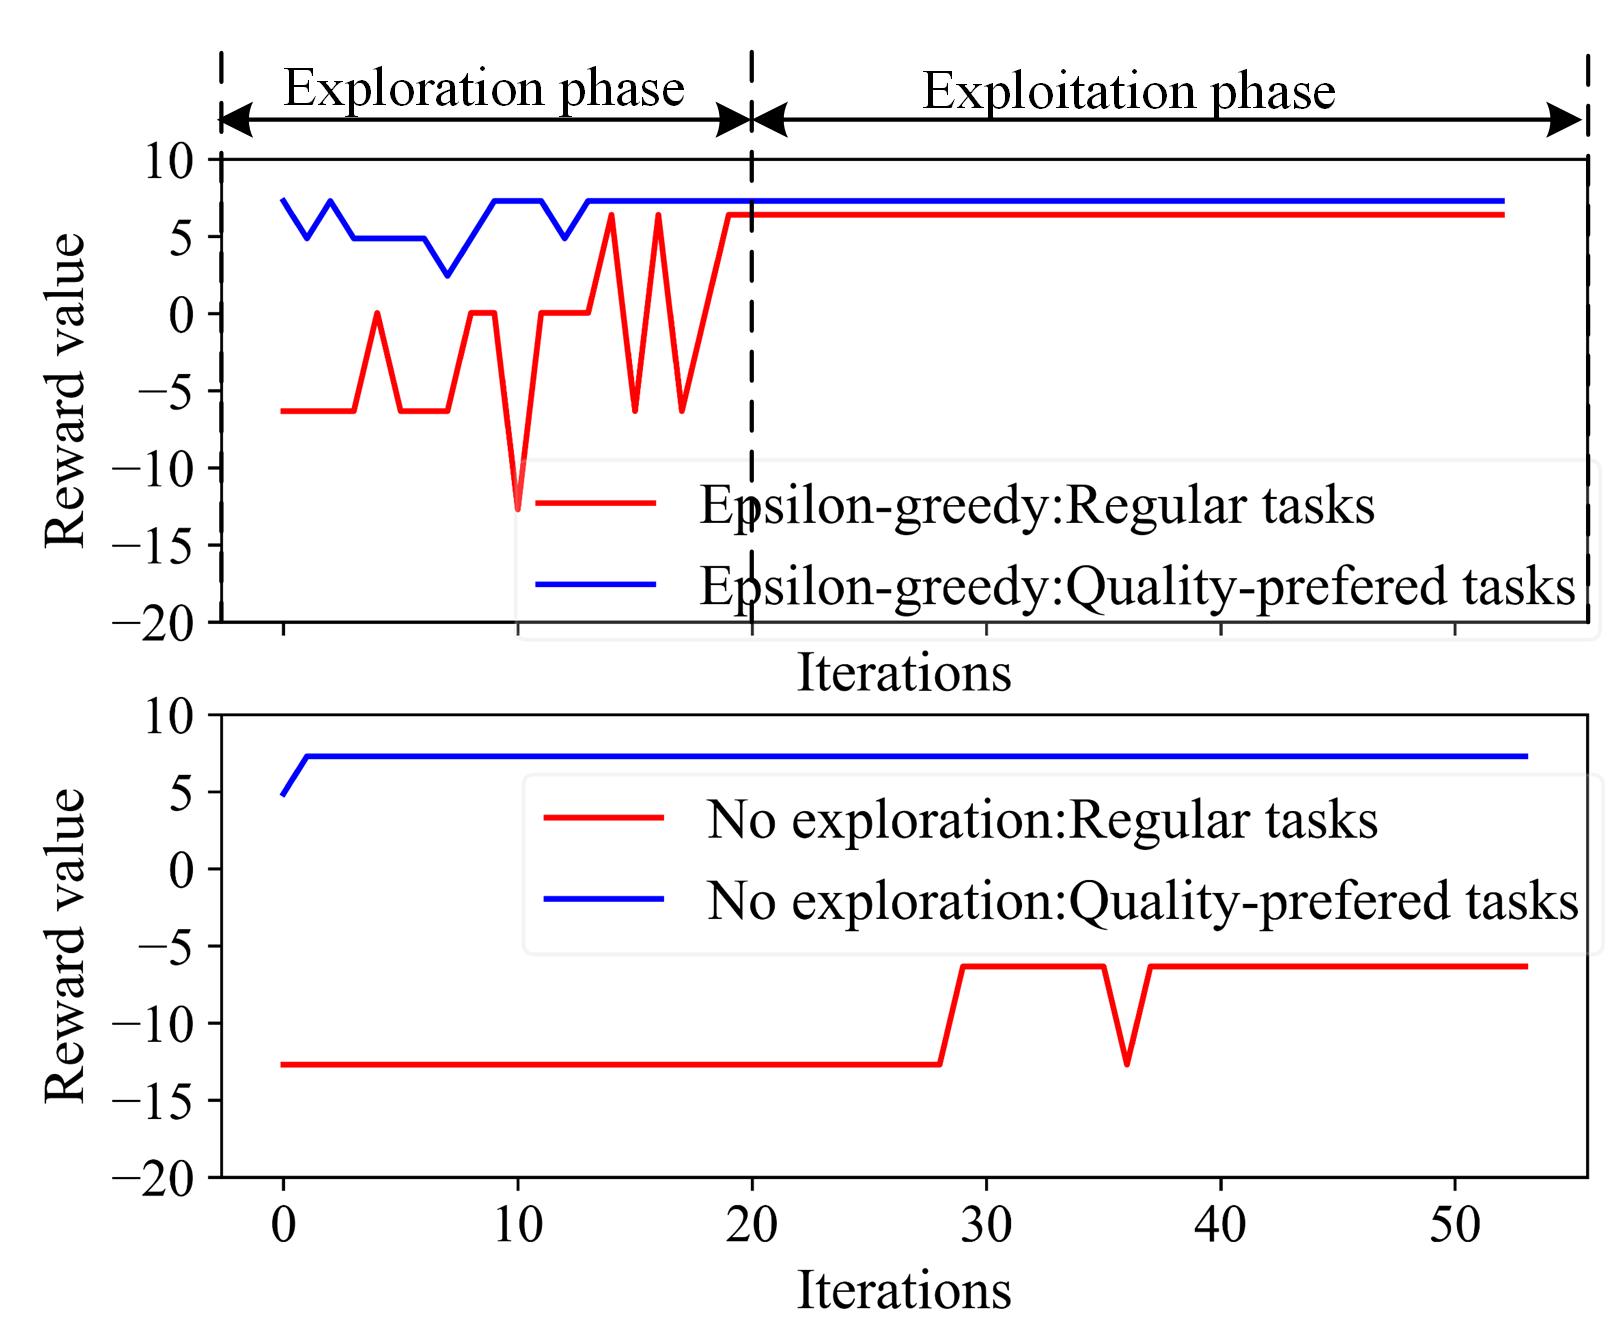 Exploration phase
Exploitation phase
10
5
0
−5
−10
−15
−20
Reward value
Epsilon-greedy:Regular tasks
Epsilon-greedy:Quality-prefered tasks
Iterations
10
5
0
−5
−10
−15
−20
Reward value
No exploration:Regular tasks
No exploration:Quality-prefered tasks
0 10 20 30 40 50
Iterations